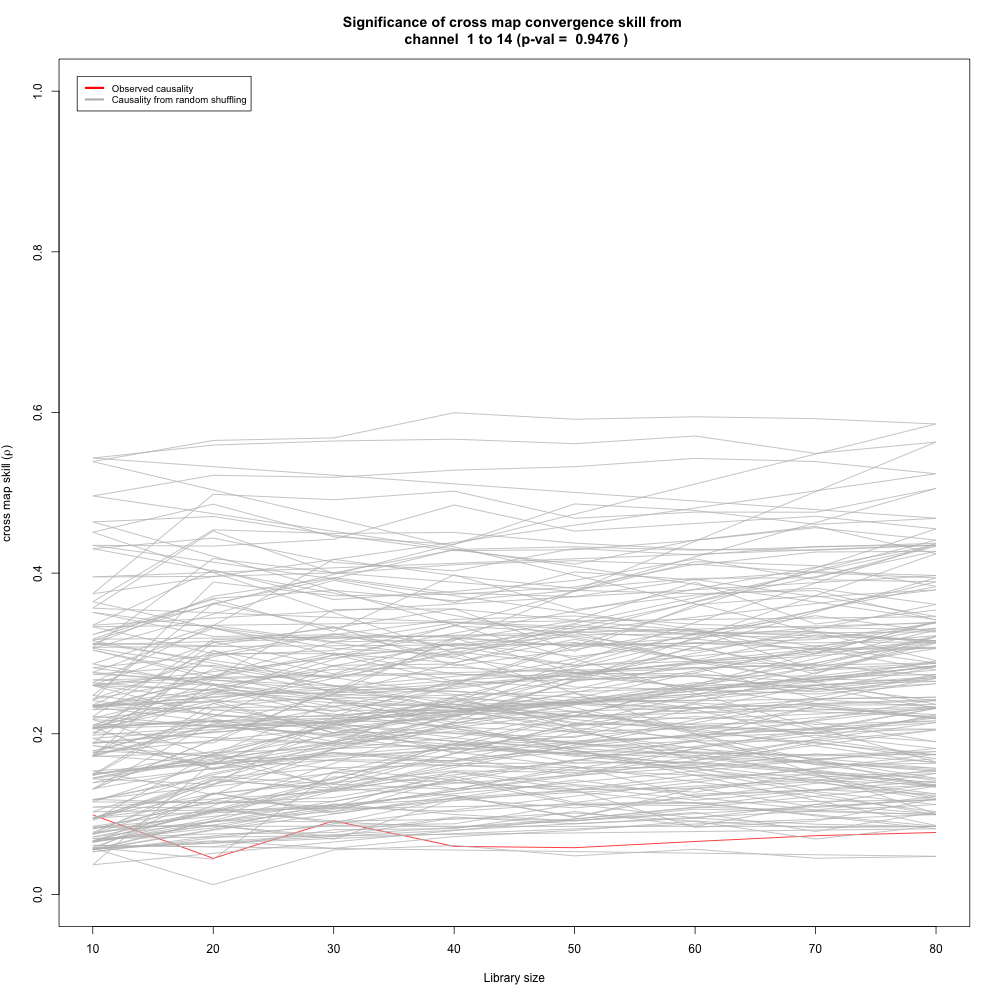 Significance of cross map convergence skill from
channel  1 to 14 (p-val =  0.9476 )
Observed causality
Causality from random shuffling
1.0
0.8
0.6
0.4
0.2
0.0
cross map skill (ρ)
10 20 30 40 50 60 70 80
Library size